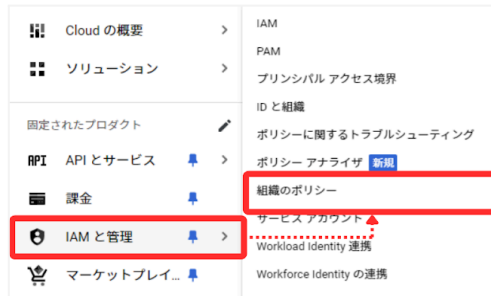 Cloud の概要
ソリューション
固定されたプロダクト
API API とサービス
課金
IAM と管理
マーケットプレイ...
IAM
PAM
プリンシパル アクセス境界
ID と組織
ポリシーに関するトラブルシューティング
ポリシー アナライザ 新規
組織のポリシー
サービス アカウント
Workload Identity 連携
Workforce Identity の連携